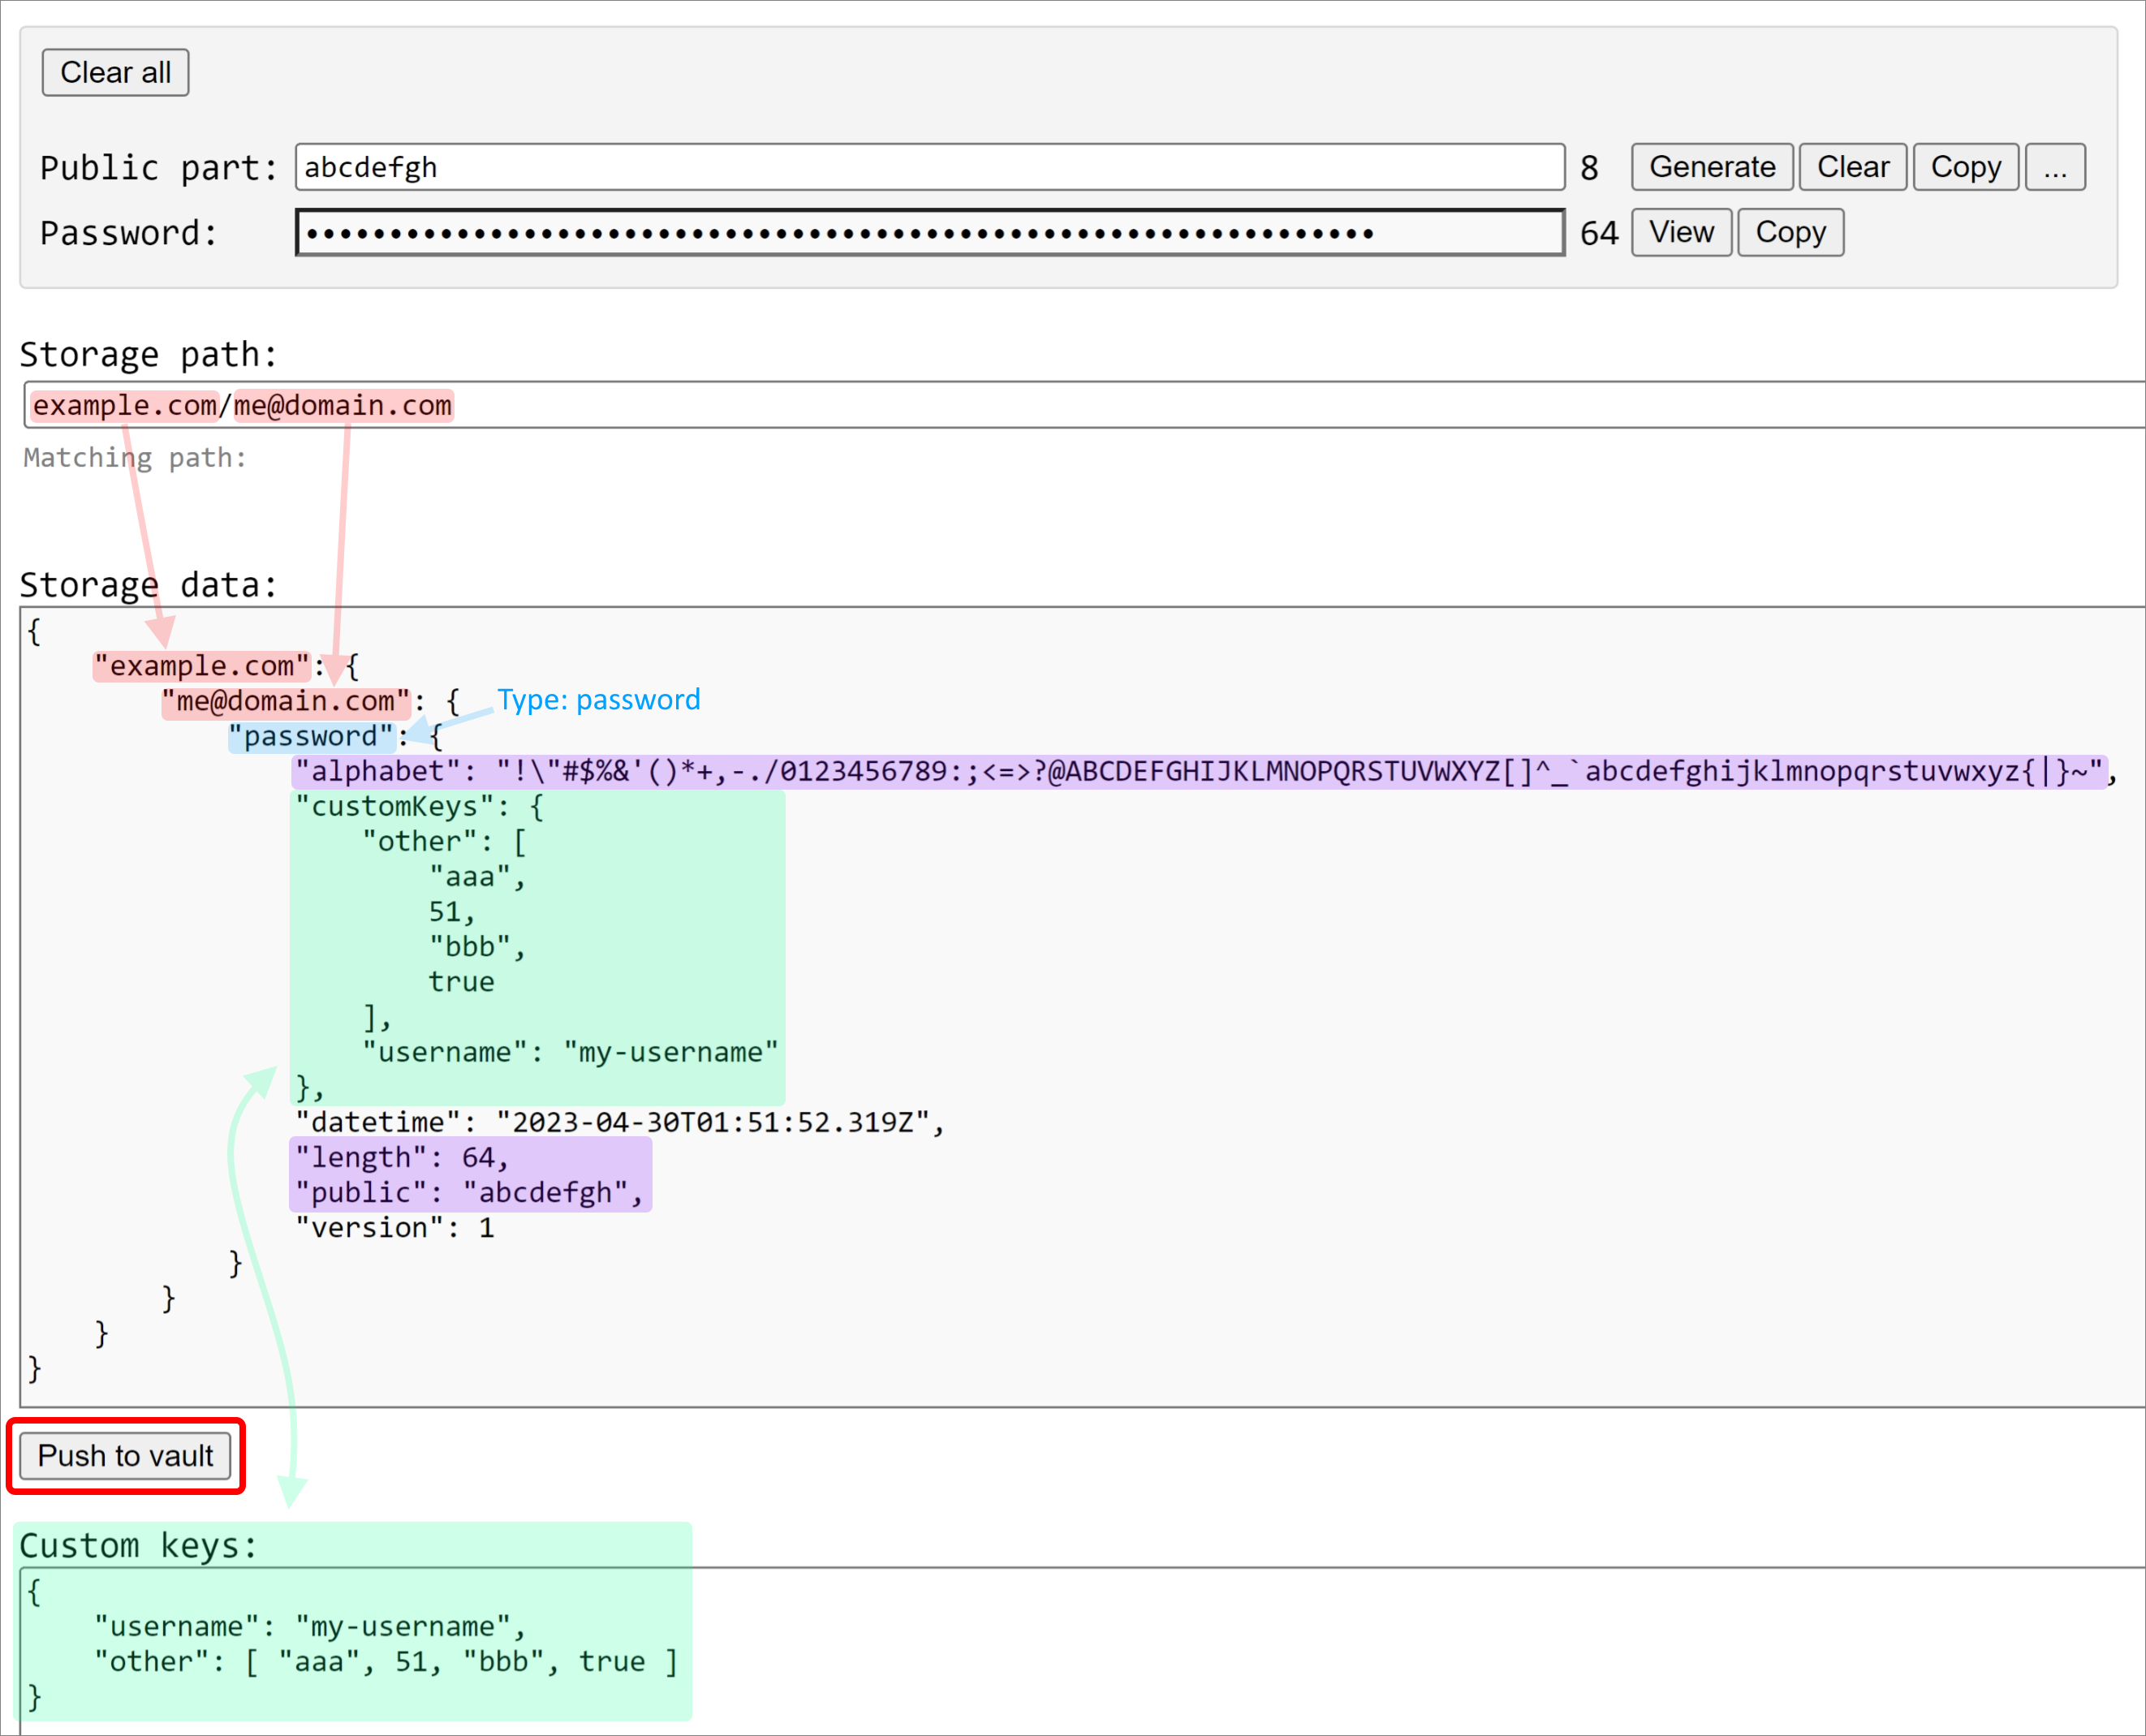 Clear all
Public part: abcdefgh 8 Generate Clear Copy ...
Password: •••••••••••••••••••••••••••••••••••••••••••••••••••••••••••••••• 64 View Copy
Storage path:
example.com/me@domain.com
Matching path:
Storage data:
{
    "example.com": {
        "me@domain.com": { Type: password
            "password": {
                "alphabet": "!\"#$%&'()*+,-./0123456789:;<=>?@ABCDEFGHIJKLMNOPQRSTUVWXYZ[]^_`abcdefghijklmnopqrstuvwxyz{|}~",
                "customKeys": {
                    "other": [
                        "aaa",
                        51,
                        "bbb",
                        true
                    ],
                    "username": "my-username"
                },
                "datetime": "2023-04-30T01:51:52.319Z",
                "length": 64,
                "public": "abcdefgh",
                "version": 1
            }
        }
    }
}
Push to vault
Custom keys:
{
    "username": "my-username",
    "other": [ "aaa", 51, "bbb", true ]
}